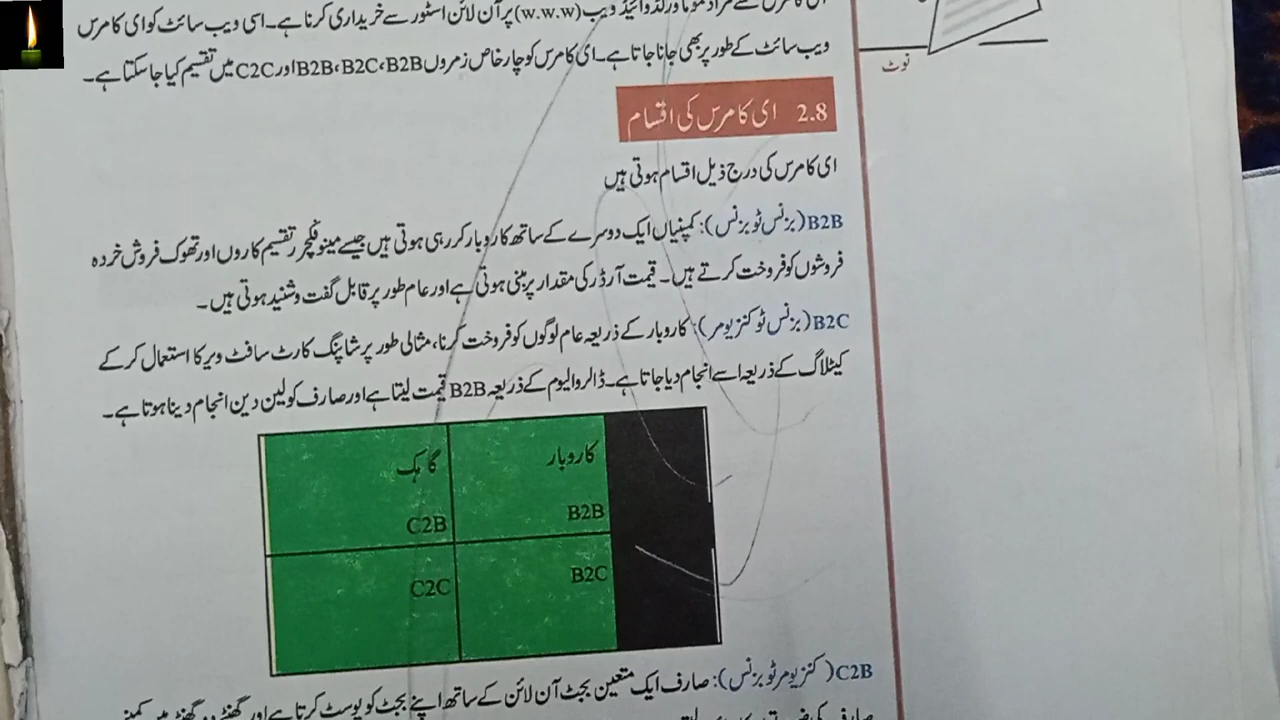 ویب (w.w.w) پر آن لائن اسٹور سے خریداری کرنا ہے۔ اسی ویب سائٹ کو ای کامرس
ویب سائٹ کے طور پر بھی جانا جاتا ہے۔ ای کامرس کو چار خاص زمروں B2B، B2C، B2B اور C2C میں تقسیم کیا جا سکتا ہے۔
نوٹ
2.8 ای کامرس کی اقسام
ای کامرس کی درج ذیل اقسام ہوتی ہیں
B2B (بزنس ٹو بزنس): کمپنیاں ایک دوسرے کے ساتھ کاروبار کر رہی ہوتی ہیں جیسے مینوفکچرر تقسیم کاروں اور تھوک فروش خردہ
فروشوں کو فروخت کرتے ہیں۔ قیمت آرڈر کی مقدار پر مبنی ہوتی ہے اور عام طور پر قابل گفت و شنید ہوتی ہیں۔
B2C (بزنس ٹو کنزیومر): کاروبار کے ذریعہ عام لوگوں کو فروخت کرنا، مثالی طور پر شاپنگ کارٹ سافٹ ویر کا استعمال کر کے
کیٹلاگ کے ذریعہ اسے انجام دیا جاتا ہے۔ ڈالر والیوم کے ذریعہ B2B قیمت لیتا ہے اور صارف کو لین دین انجام دینا ہوتا ہے۔
کاروبار گاہک
B2B C2B
B2C C2C
C2B (کنزیومر ٹو بزنس): صارف ایک متعین بجٹ آن لائن کے ساتھ اپنے بجٹ کو پوسٹ کرتا ہے اور